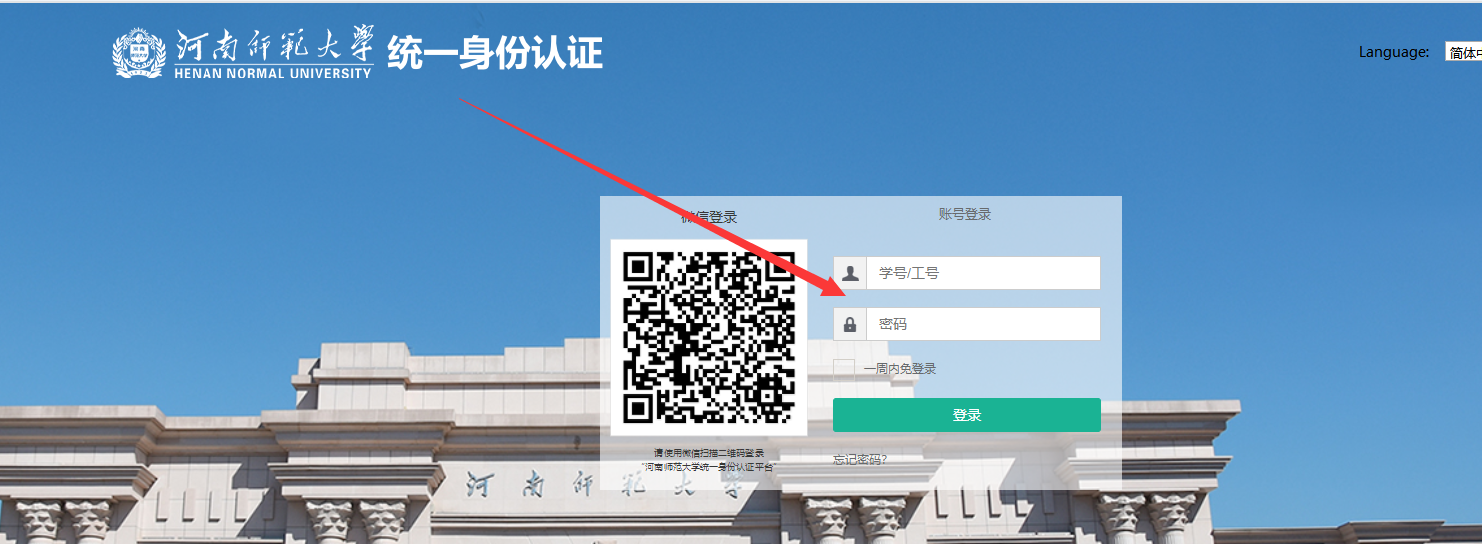 河南师范大学 统一身份认证
HENAN NORMAL UNIVERSITY
Language: 简体中
微信登录
账号登录
学号/工号
密码
一周内免登录
登录
请使用微信扫描二维码登录
"河南师范大学统一身份认证平台"
忘记密码?
河南师范大学